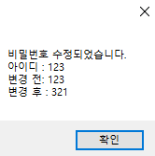 비밀번호 수정되었습니다.
아이디 : 123
변경 전: 123
변경 후 : 321
확인